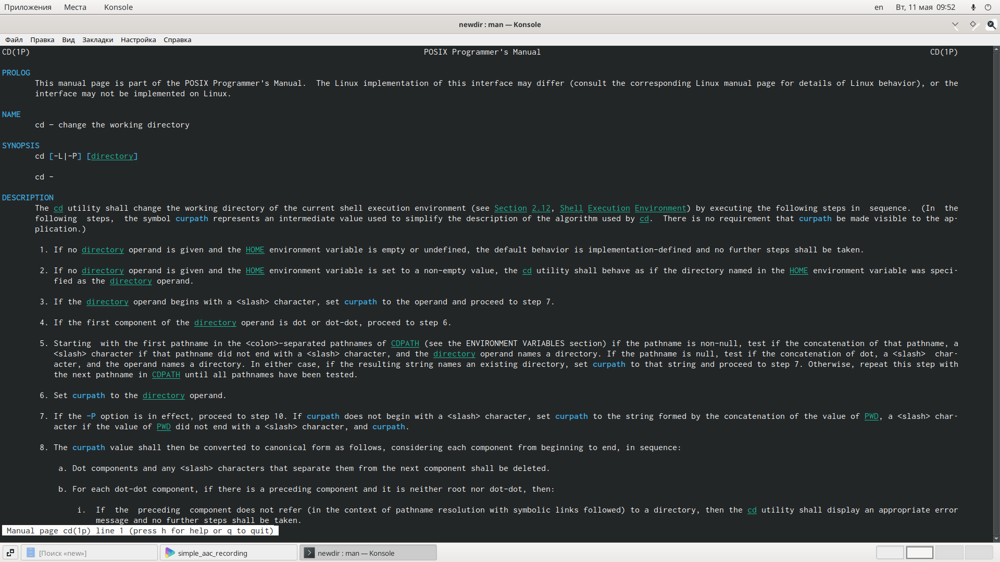 Приложения Места Konsole en Вт, 11 мая 09:52
newdir : man — Konsole
Файл Правка Вид Закладки Настройка Справка
CD(1P) POSIX Programmer's Manual CD(1P)
PROLOG
This manual page is part of the POSIX Programmer's Manual. The Linux implementation of this interface may differ (consult the corresponding Linux manual page for details of Linux behavior), or the
interface may not be implemented on Linux.
NAME
cd — change the working directory
SYNOPSIS
cd [-L|-P] [directory]
cd -
DESCRIPTION
The cd utility shall change the working directory of the current shell execution environment (see Section 2.12, Shell Execution Environment) by executing the following steps in sequence. (In the
following steps, the symbol curpath represents an intermediate value used to simplify the description of the algorithm used by cd. There is no requirement that curpath be made visible to the ap-
plication.)
1. If no directory operand is given and the HOME environment variable is empty or undefined, the default behavior is implementation-defined and no further steps shall be taken.
2. If no directory operand is given and the HOME environment variable is set to a non-empty value, the cd utility shall behave as if the directory named in the HOME environment variable was speci-
fied as the directory operand.
3. If the directory operand begins with a <slash> character, set curpath to the operand and proceed to step 7.
4. If the first component of the directory operand is dot or dot-dot, proceed to step 6.
5. Starting with the first pathname in the <colon>-separated pathnames of CDPATH (see the ENVIRONMENT VARIABLES section) if the pathname is non-null, test if the concatenation of that pathname, a
<slash> character if that pathname did not end with a <slash> character, and the directory operand names a directory. If the pathname is null, test if the concatenation of dot, a <slash> char-
acter, and the operand names a directory. In either case, if the resulting string names an existing directory, set curpath to that string and proceed to step 7. Otherwise, repeat this step with
the next pathname in CDPATH until all pathnames have been tested.
6. Set curpath to the directory operand.
7. If the -P option is in effect, proceed to step 10. If curpath does not begin with a <slash> character, set curpath to the string formed by the concatenation of the value of PWD, a <slash> char-
acter if the value of PWD did not end with a <slash> character, and curpath.
8. The curpath value shall then be converted to canonical form as follows, considering each component from beginning to end, in sequence:
a. Dot components and any <slash> characters that separate them from the next component shall be deleted.
b. For each dot-dot component, if there is a preceding component and it is neither root nor dot-dot, then:
i. If the preceding component does not refer (in the context of pathname resolution with symbolic links followed) to a directory, then the cd utility shall display an appropriate error
message and no further steps shall be taken.
Manual page cd(1p) line 1 (press h for help or q to quit)
[Поиск «new»] simple_aac_recording newdir : man — Konsole